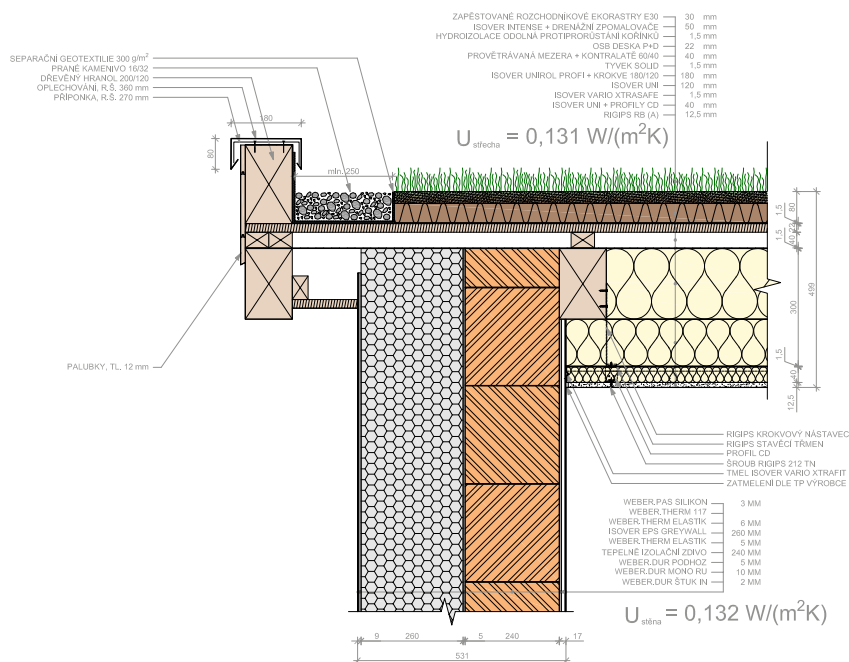 ZAPĚSTOVANÉ ROZCHODNÍKOVÉ EKORASTRY E30 30 mm
ISOVER INTENSE + DRENÁŽNÍ ZPOMALOVAČE 50 mm
HYDROIZOLACE ODOLNÁ PROTIPRORŮSTÁNÍ KOŘÍNKŮ 1,5 mm
OSB DESKA P+D 22 mm
PROVĚTRÁVANÁ MEZERA + KONTRALATĚ 60/40 40 mm
TYVEK SOLID 1,5 mm
ISOVER UNIROL PROFI + KROKVE 180/120 180 mm
ISOVER UNI 120 mm
ISOVER VARIO XTRASAFE 1,5 mm
ISOVER UNI + PROFILY CD 40 mm
RIGIPS RB (A) 12,5 mm
U střecha = 0,131 W/(m²K)
SEPARAČNÍ GEOTEXTILIE 300 g/m²
PRANÉ KAMENIVO 16/32
DŘEVĚNÝ HRANOL 200/120
OPLECHOVÁNÍ, R.Š. 360 mm
PŘÍPONKA, R.Š. 270 mm
180
80
min. 250
1,5
80
1,5
40
22
300
499
1,5
40
12,5
PALUBKY, TL. 12 mm
RIGIPS KROKVOVÝ NÁSTAVEC
RIGIPS STAVĚCÍ TŘMEN
PROFIL CD
ŠROUB RIGIPS 212 TN
TMEL ISOVER VARIO XTRAFIT
ZATMELENÍ DLE TP VÝROBCE
WEBER.PAS SILIKON 3 MM
WEBER.THERM 117
WEBER.THERM ELASTIK 6 MM
ISOVER EPS GREYWALL 260 MM
WEBER.THERM ELASTIK 5 MM
TEPELNĚ IZOLAČNÍ ZDIVO 240 MM
WEBER.DUR PODHOZ 5 MM
WEBER.DUR MONO RU 10 MM
WEBER.DUR ŠTUK IN 2 MM
U stěna = 0,132 W/(m²K)
9 260 5 240 17
531